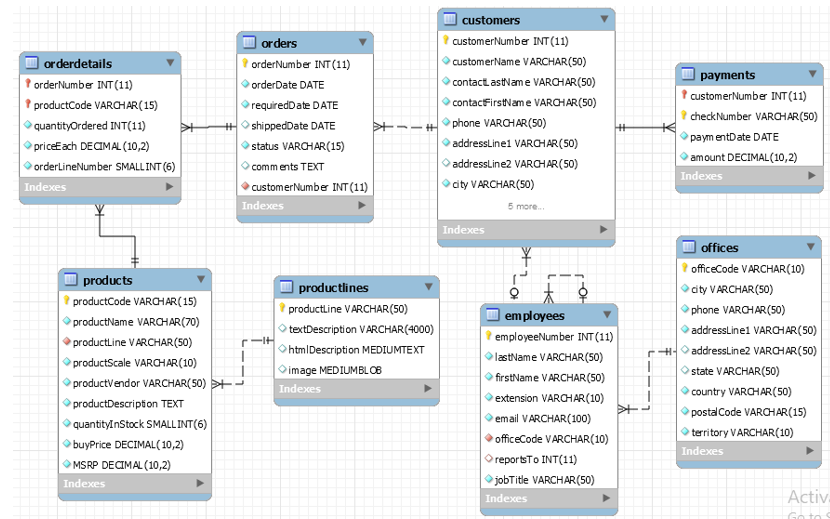 orderdetails
orderNumber INT(11)
productCode VARCHAR(15)
quantityOrdered INT(11)
priceEach DECIMAL(10,2)
orderLineNumber SMALLINT(6)
Indexes
orders
orderNumber INT(11)
orderDate DATE
requiredDate DATE
shippedDate DATE
status VARCHAR(15)
comments TEXT
customerNumber INT(11)
Indexes
customers
customerNumber INT(11)
customerName VARCHAR(50)
contactLastName VARCHAR(50)
contactFirstName VARCHAR(50)
phone VARCHAR(50)
addressLine1 VARCHAR(50)
addressLine2 VARCHAR(50)
city VARCHAR(50)
5 more...
Indexes
payments
customerNumber INT(11)
checkNumber VARCHAR(50)
paymentDate DATE
amount DECIMAL(10,2)
Indexes
products
productCode VARCHAR(15)
productName VARCHAR(70)
productLine VARCHAR(50)
productScale VARCHAR(10)
productVendor VARCHAR(50)
productDescription TEXT
quantityInStock SMALLINT(6)
buyPrice DECIMAL(10,2)
MSRP DECIMAL(10,2)
Indexes
productlines
productLine VARCHAR(50)
textDescription VARCHAR(4000)
htmlDescription MEDIUMTEXT
image MEDIUMBLOB
Indexes
employees
employeeNumber INT(11)
lastName VARCHAR(50)
firstName VARCHAR(50)
extension VARCHAR(10)
email VARCHAR(100)
officeCode VARCHAR(10)
reportsTo INT(11)
jobTitle VARCHAR(50)
Indexes
offices
officeCode VARCHAR(10)
city VARCHAR(50)
phone VARCHAR(50)
addressLine1 VARCHAR(50)
addressLine2 VARCHAR(50)
state VARCHAR(50)
country VARCHAR(50)
postalCode VARCHAR(15)
territory VARCHAR(10)
Indexes
Activa